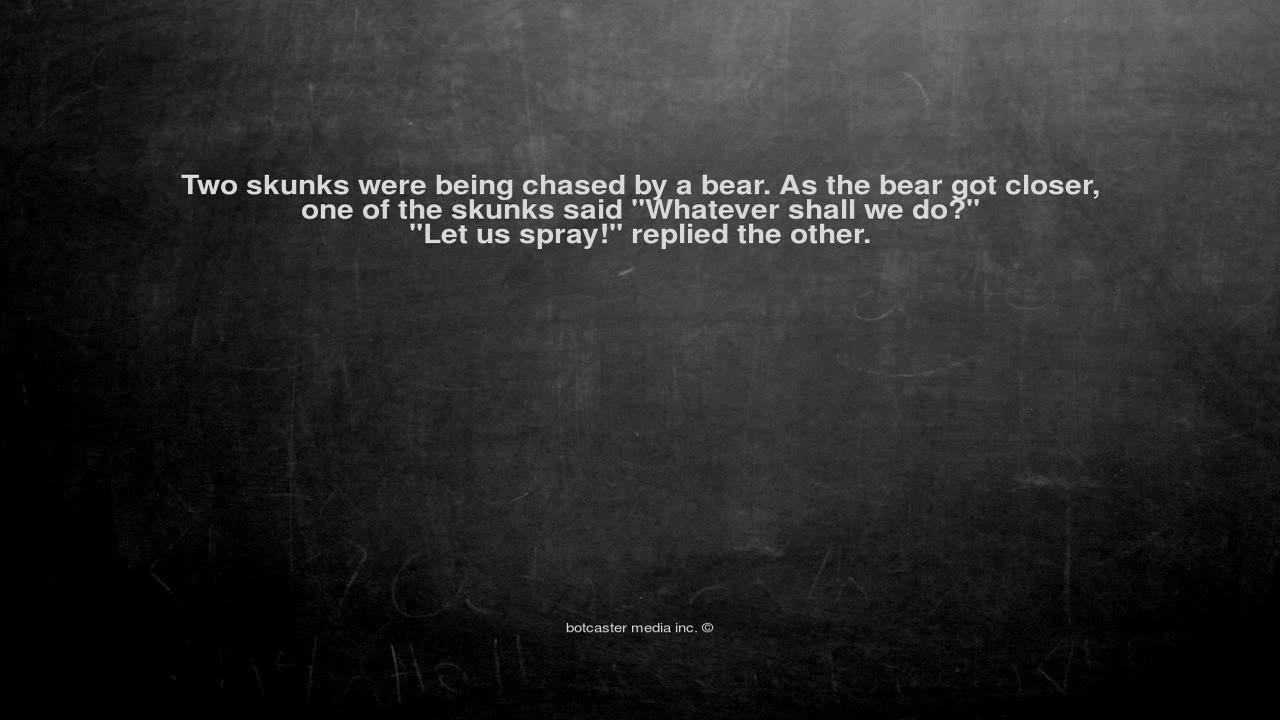 Two skunks were being chased by a bear. As the bear got closer,
one of the skunks said "Whatever shall we do?"
"Let us spray!" replied the other.
botcaster media inc. ©